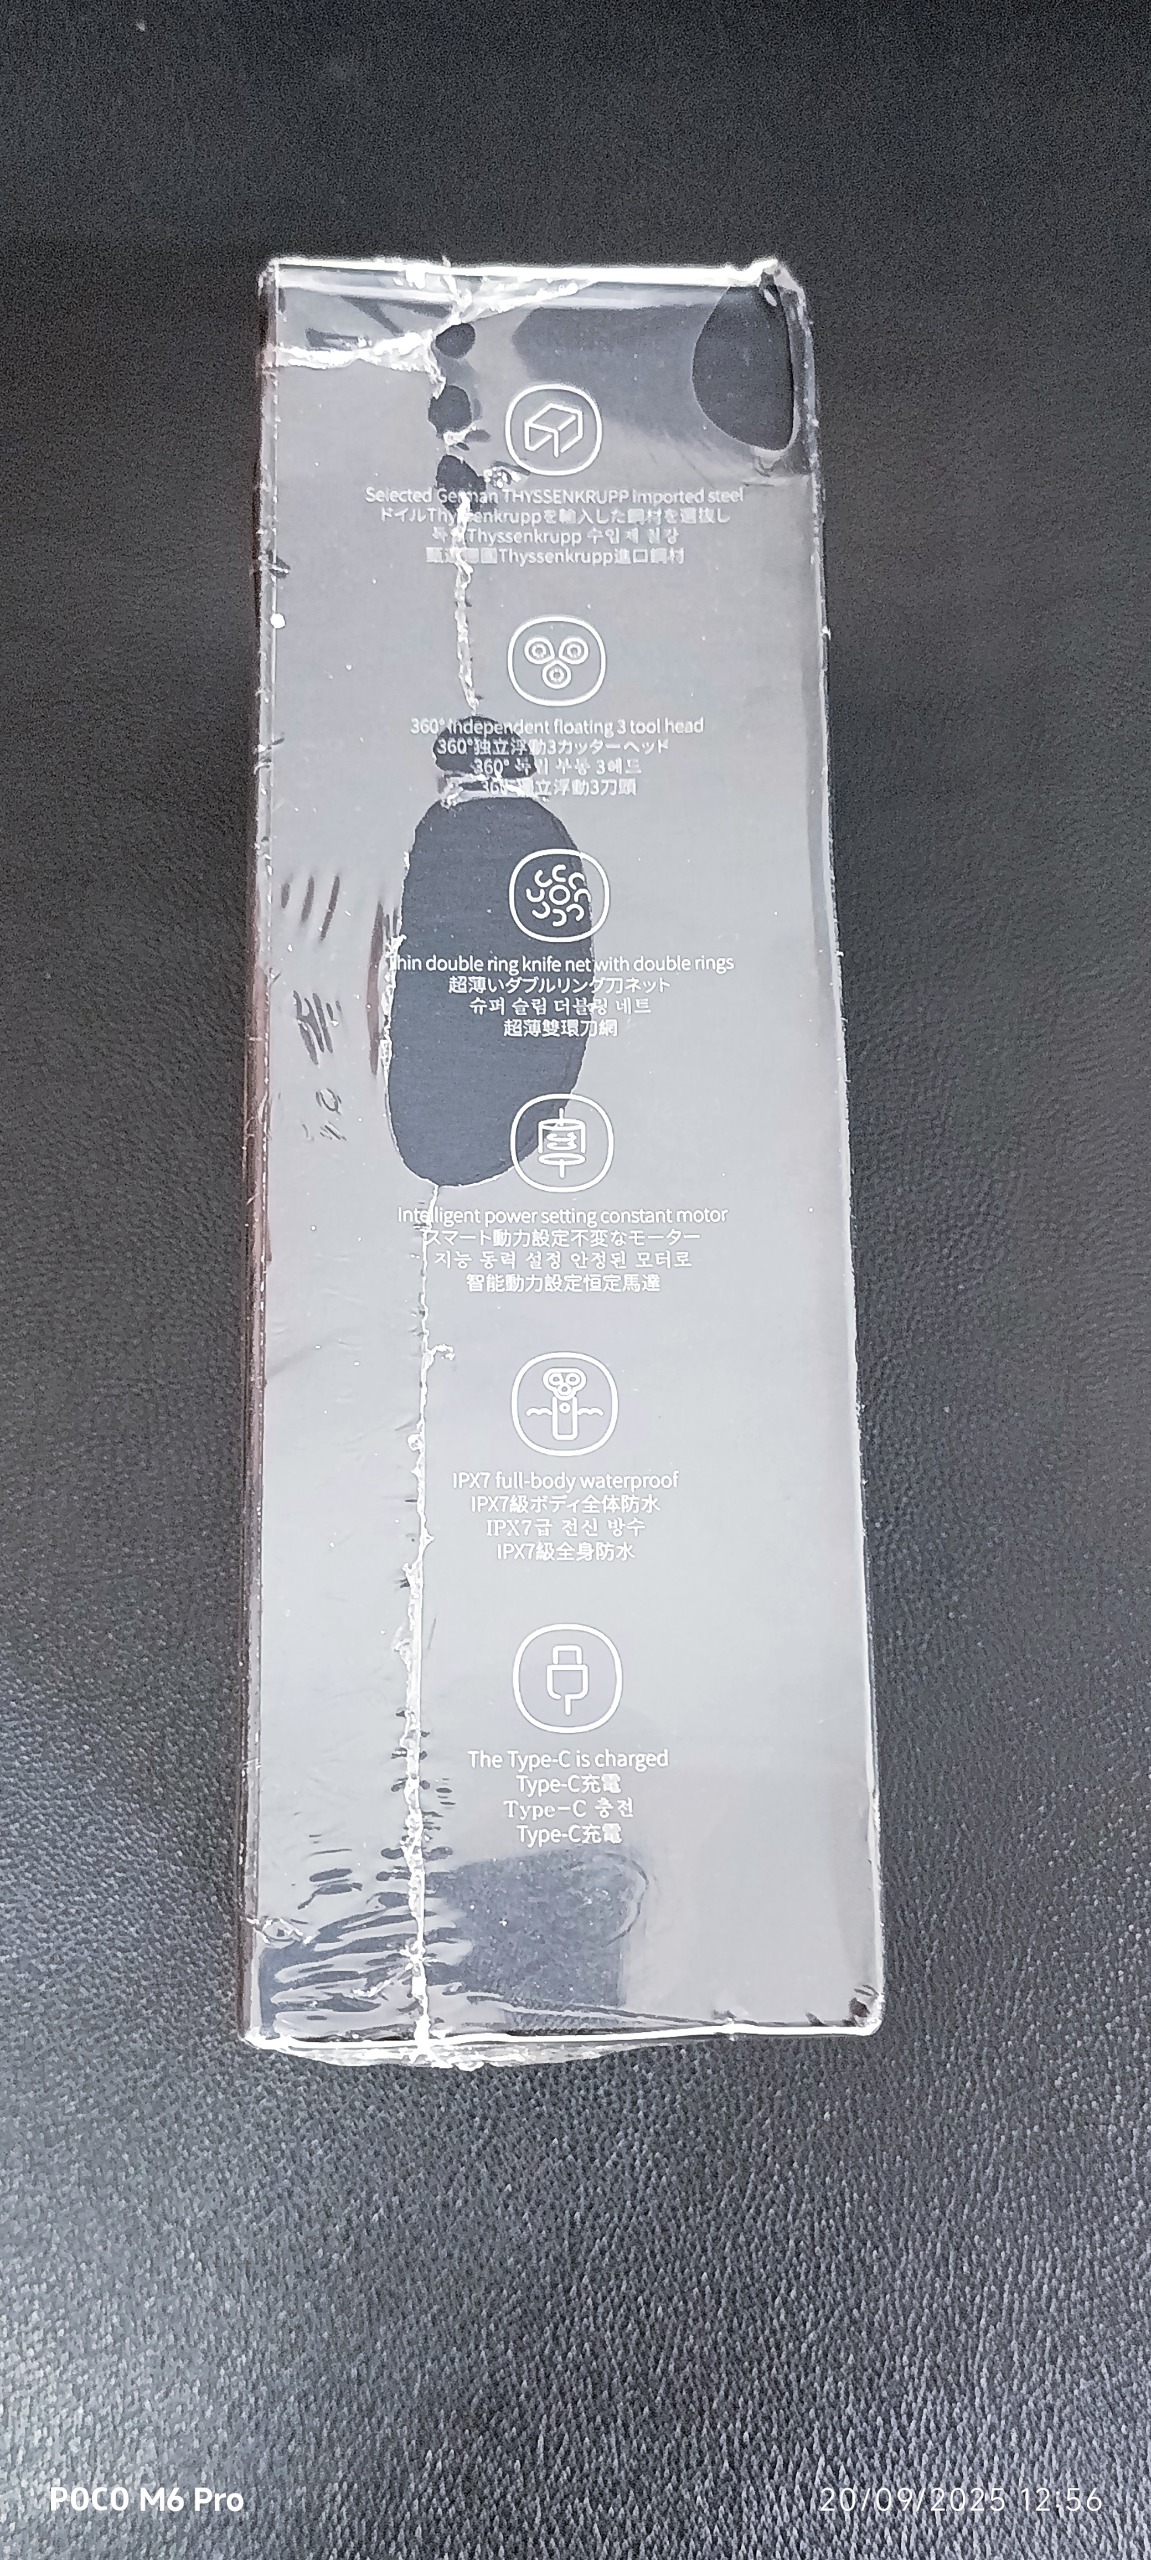 Selected German THYSSENKRUPP imported steel
ドイルThyssenkruppを輸入した鋼材を選抜し
Thyssenkrupp 수입제 철강
甄選德國Thyssenkrupp進口鋼材
360° independent floating 3 tool head
360°独立浮動3カッターヘッド
360° 독립 부동 3헤드
360°獨立浮動3刀頭
Thin double ring knife net with double rings
超薄いダブルリング刀ネット
슈퍼 슬림 더블링 네트
超薄雙環刀網
Intelligent power setting constant motor
スマート動力設定不変なモーター
지능 동력 설정 안정된 모터로
智能動力設定恒定馬達
IPX7 full-body waterproof
IPX7級ボディ全体防水
IPX7급 전신 방수
IPX7級全身防水
The Type-C is charged
Type-C充電
Type-C 충전
Type-C充電
POCO M6 Pro
20/09/2025 12:56